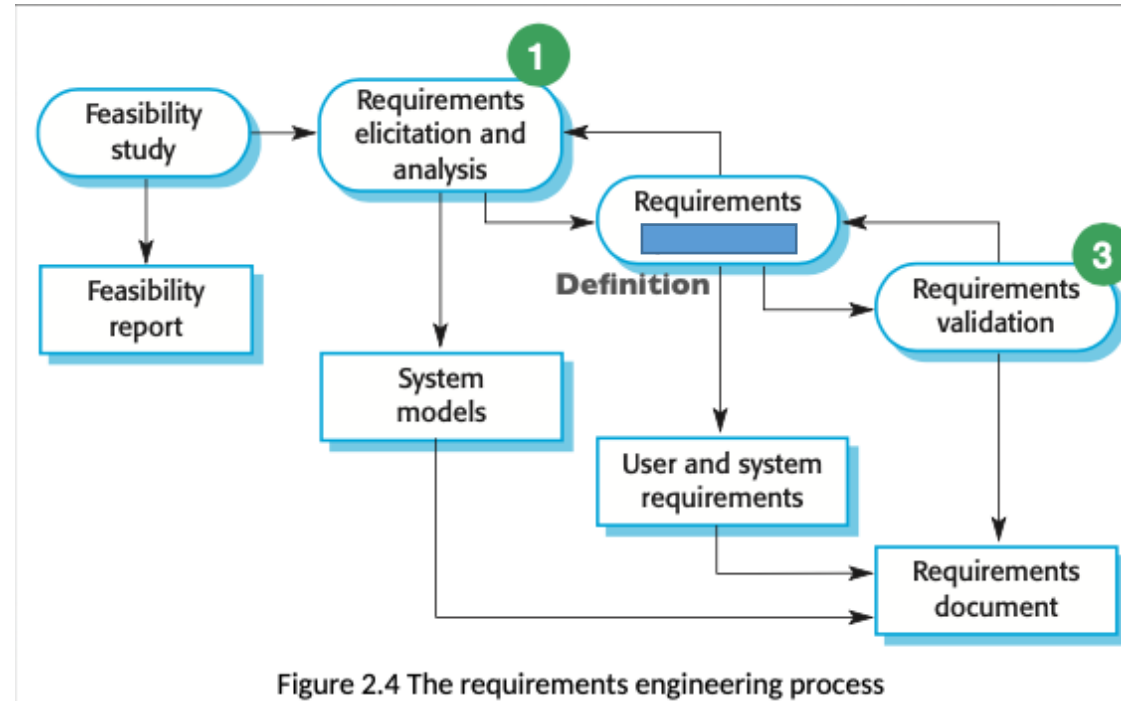 1
Feasibility
study
Requirements
elicitation and
analysis
Requirements
Definition
3
Requirements
validation
Feasibility
report
System
models
User and system
requirements
Requirements
document
Figure 2.4 The requirements engineering process